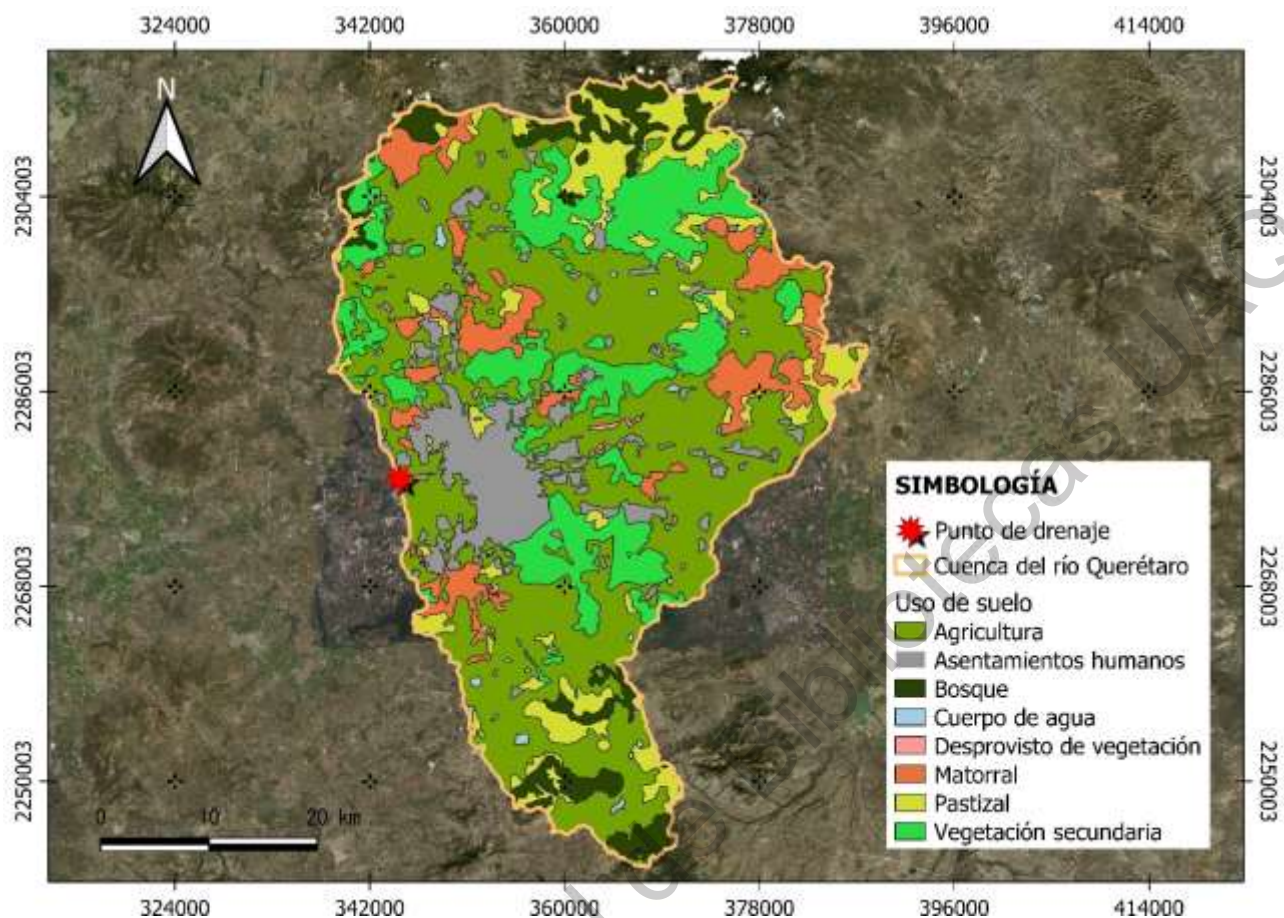 324000 342000 360000 378000 396000 414000
N
2304003 2304003
2286003 2286003
SIMBOLOGÍA
Punto de drenaje
Cuenca del río Querétaro
2268003 2268003
Uso de suelo
Agricultura
Asentamientos humanos
Bosque
Cuerpo de agua
Desprovisto de vegetación
Matorral
2250003 2250003
Pastizal
Vegetación secundaria
0 10 20 km
324000 342000 360000 378000 396000 414000